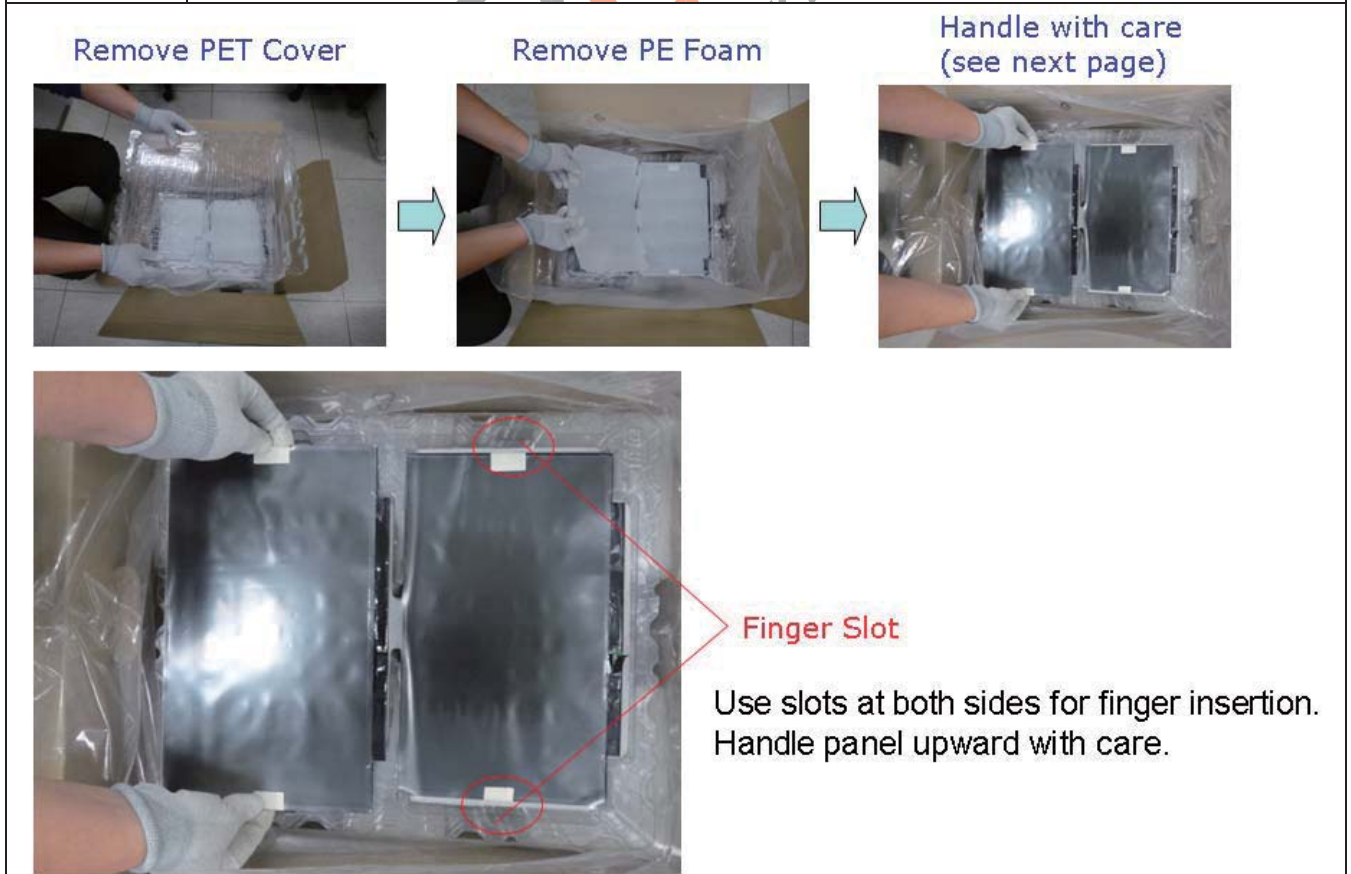 Remove PET Cover
Remove PE Foam
Handle with care
(see next page)
Finger Slot
Use slots at both sides for finger insertion.
Handle panel upward with care.